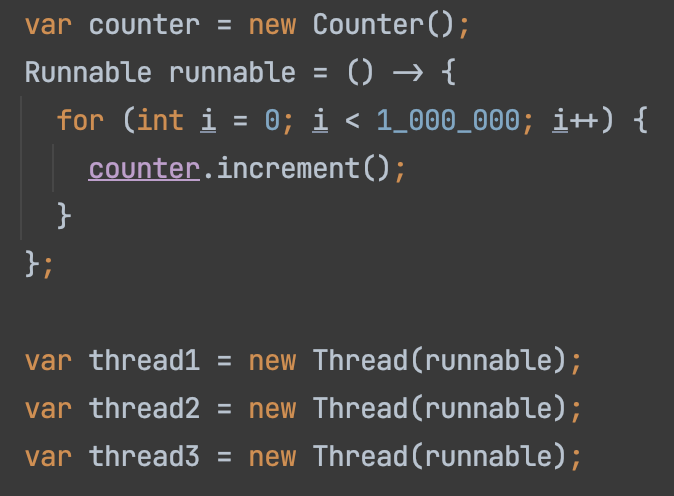 var counter = new Counter();
Runnable runnable = () -> {
for (int i = 0; i < 1_000_000; i++) {
counter.increment();
}
};
var thread1 = new Thread(runnable);
var thread2 = new Thread(runnable);
var thread3 = new Thread(runnable);